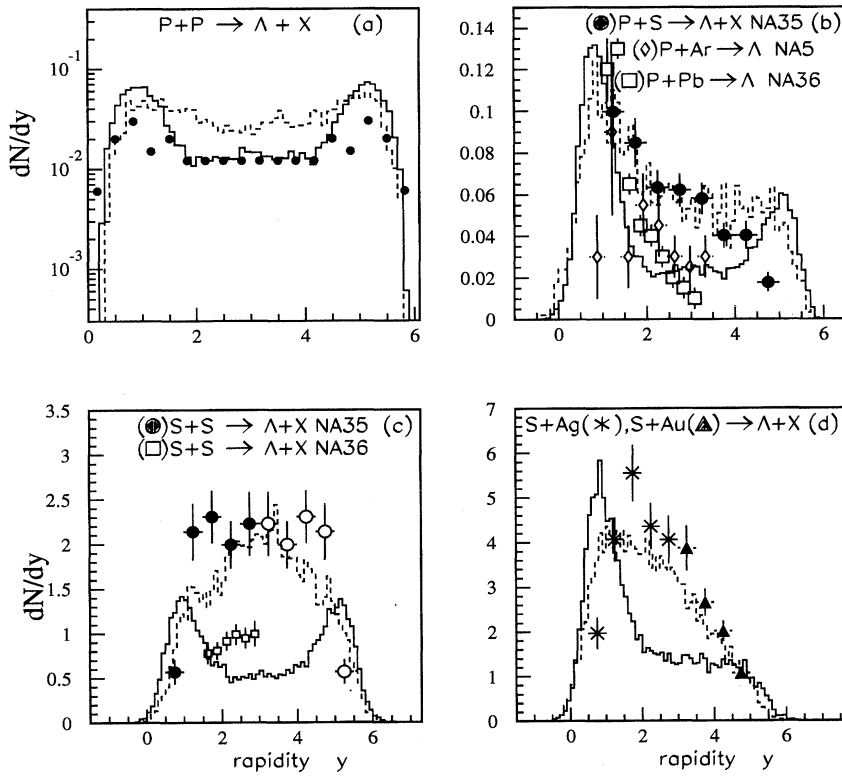 P+P → Λ + X (a)
dN/dy
10⁻¹
10⁻²
10⁻³
0 2 4 6
(●)P+S → Λ+X NA35 (b)
(◊)P+Ar → Λ NA5
(□)P+Pb → Λ NA36
0.14
0.12
0.1
0.08
0.06
0.04
0.02
0
0 2 4 6
(●)S+S → Λ+X NA35 (c)
(□)S+S → Λ+X NA36
dN/dy
3.5
3
2.5
2
1.5
1
0.5
0
0 2 4 6
rapidity y
S+Ag(∗),S+Au(▲) → Λ+X (d)
7
6
5
4
3
2
1
0
0 2 4 6
rapidity y